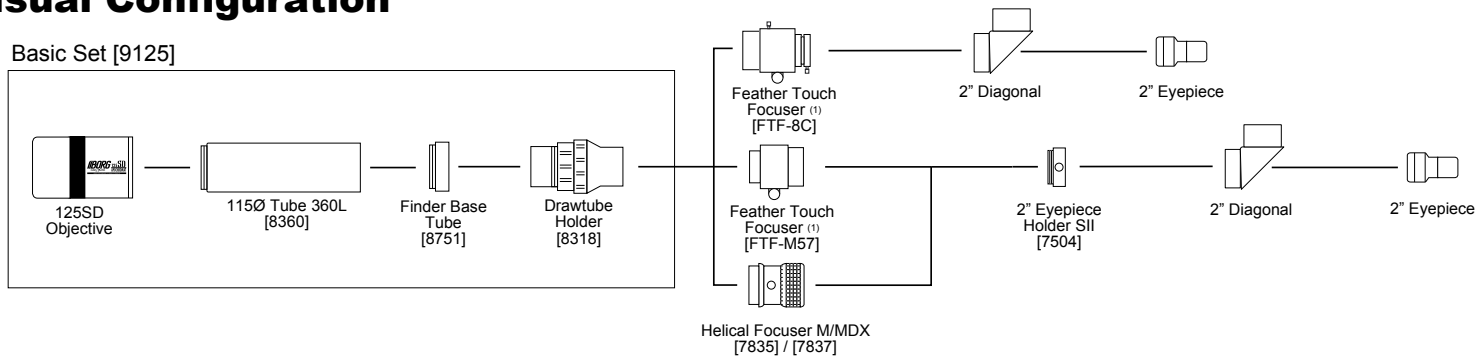 sual Configuration
Basic Set [9125]
BORG
125SD
Objective
115Ø Tube 360L
[8360]
Finder Base
Tube
[8751]
Drawtube
Holder
[8318]
Feather Touch
Focuser (1)
[FTF-8C]
2” Diagonal
2” Eyepiece
Feather Touch
Focuser (1)
[FTF-M57]
2” Eyepiece
Holder SII
[7504]
2” Diagonal
2” Eyepiece
Helical Focuser M/MDX
[7835] / [7837]